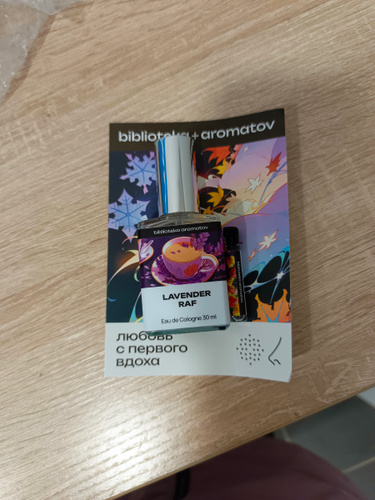 biblioteka+aromatov
biblioteka aromatov
LAVENDER
RAF
Eau de Cologne 30 ml
любовь
с первого
вдоха